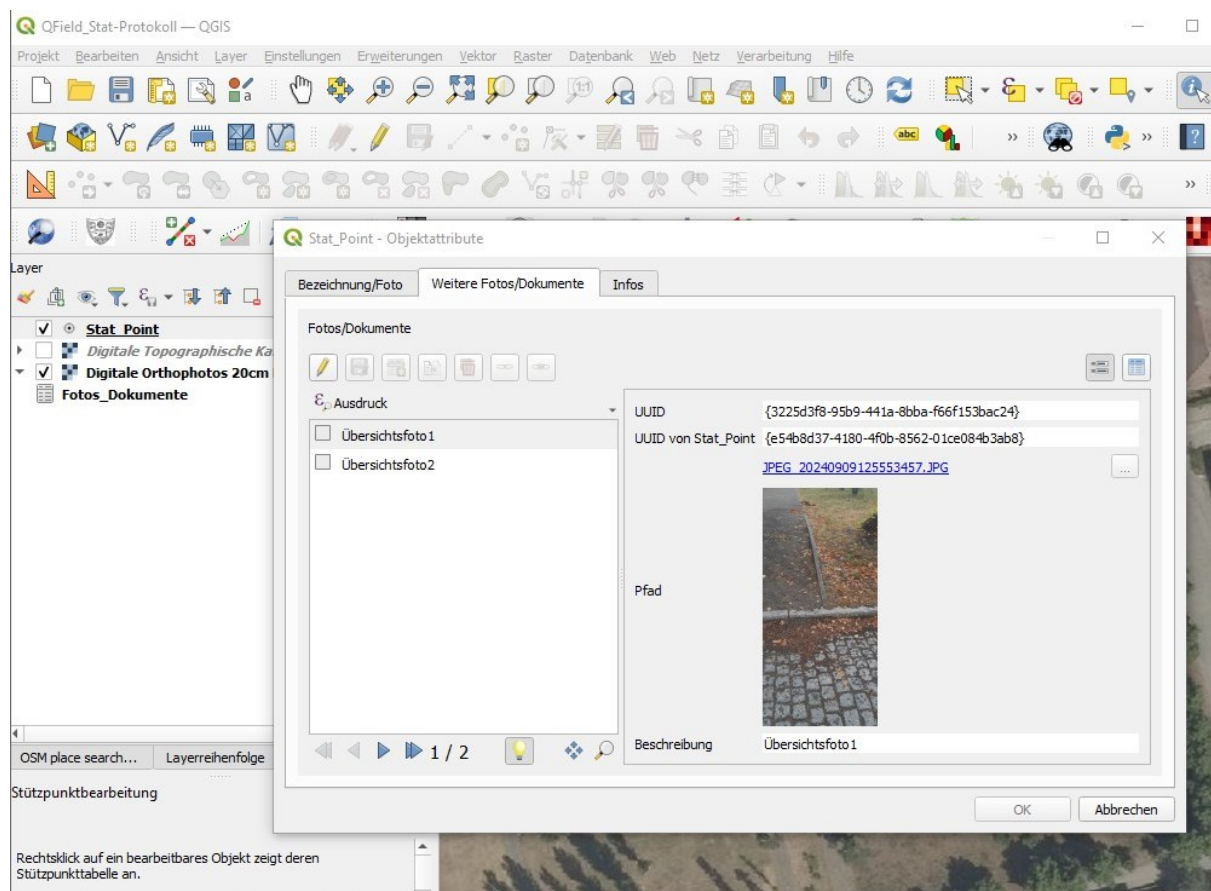 QField_Stat-Protokoll — QGIS
Projekt Bearbeiten Ansicht Layer Einstellungen Erweiterungen Vektor Raster Datenbank Web Netz Verarbeitung Hilfe
abc
Stat_Point - Objektattribute
Layer
Bezeichnung/Foto Weitere Fotos/Dokumente Infos
Fotos/Dokumente
Stat_Point
Digitale Topographische Ka
Digitale Orthophotos 20cm
Fotos_Dokumente
Ausdruck
Übersichtsfoto1
Übersichtsfoto2
UUID {3225d3f8-95b9-441a-8bba-f66f153bac24}
UUID von Stat_Point {e54b8d37-4180-4f0b-8562-01ce084b3ab8}
JPEG_20240909125553457.JPG ...
Pfad
1 / 2
Beschreibung Übersichtsfoto1
OSM place search... Layerreihenfolge
Stützpunktbearbeitung
OK Abbrechen
Rechtsklick auf ein bearbeitbares Objekt zeigt deren
Stützpunkttabelle an.